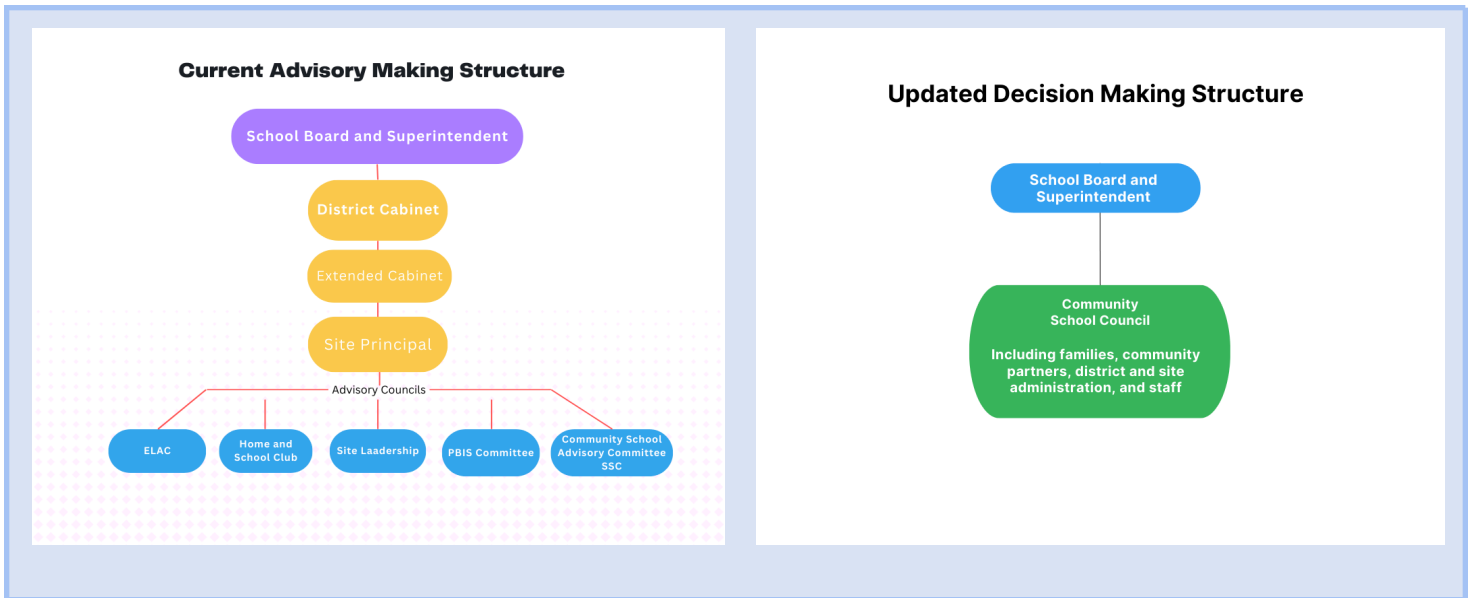 Current Advisory Making Structure
School Board and Superintendent
District Cabinet
Extended Cabinet
Site Principal
Advisory Councils
ELAC
Home and
School Club
Site Laadership
PBIS Committee
Community School
Advisory Committee
SSC
Updated Decision Making Structure
School Board and
Superintendent
Community
School Council
Including families, community
partners, district and site
administration, and staff